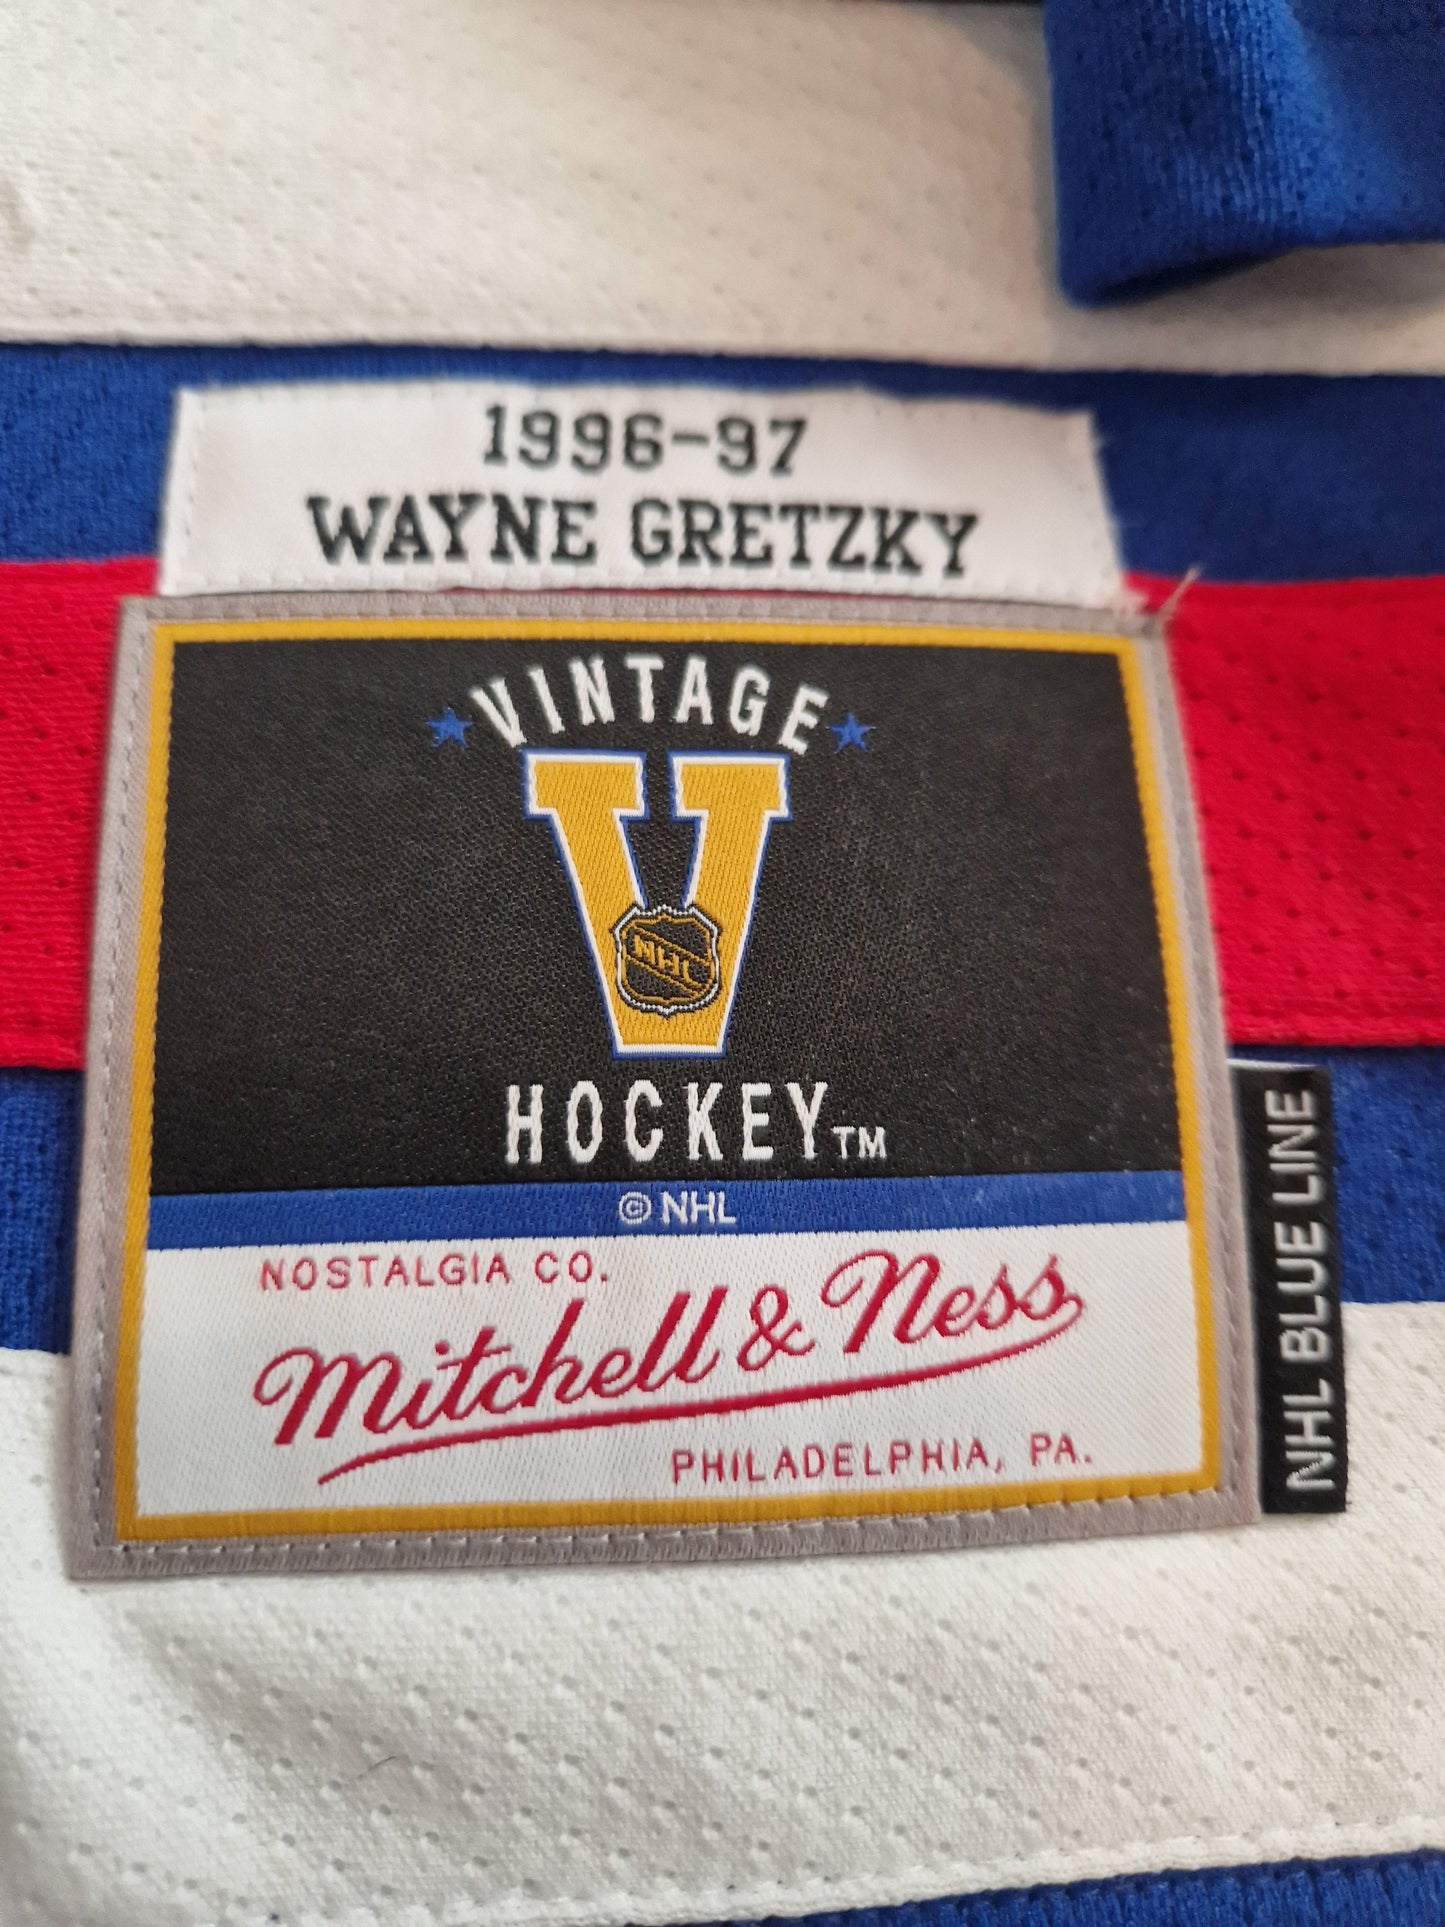 1996-97
WAYNE GRETZKY
VINTAGE
V
NHL
HOCKEY™
© NHL
NOSTALGIA CO.
Mitchell & Ness
PHILADELPHIA, PA.
NHL BLUE LINE